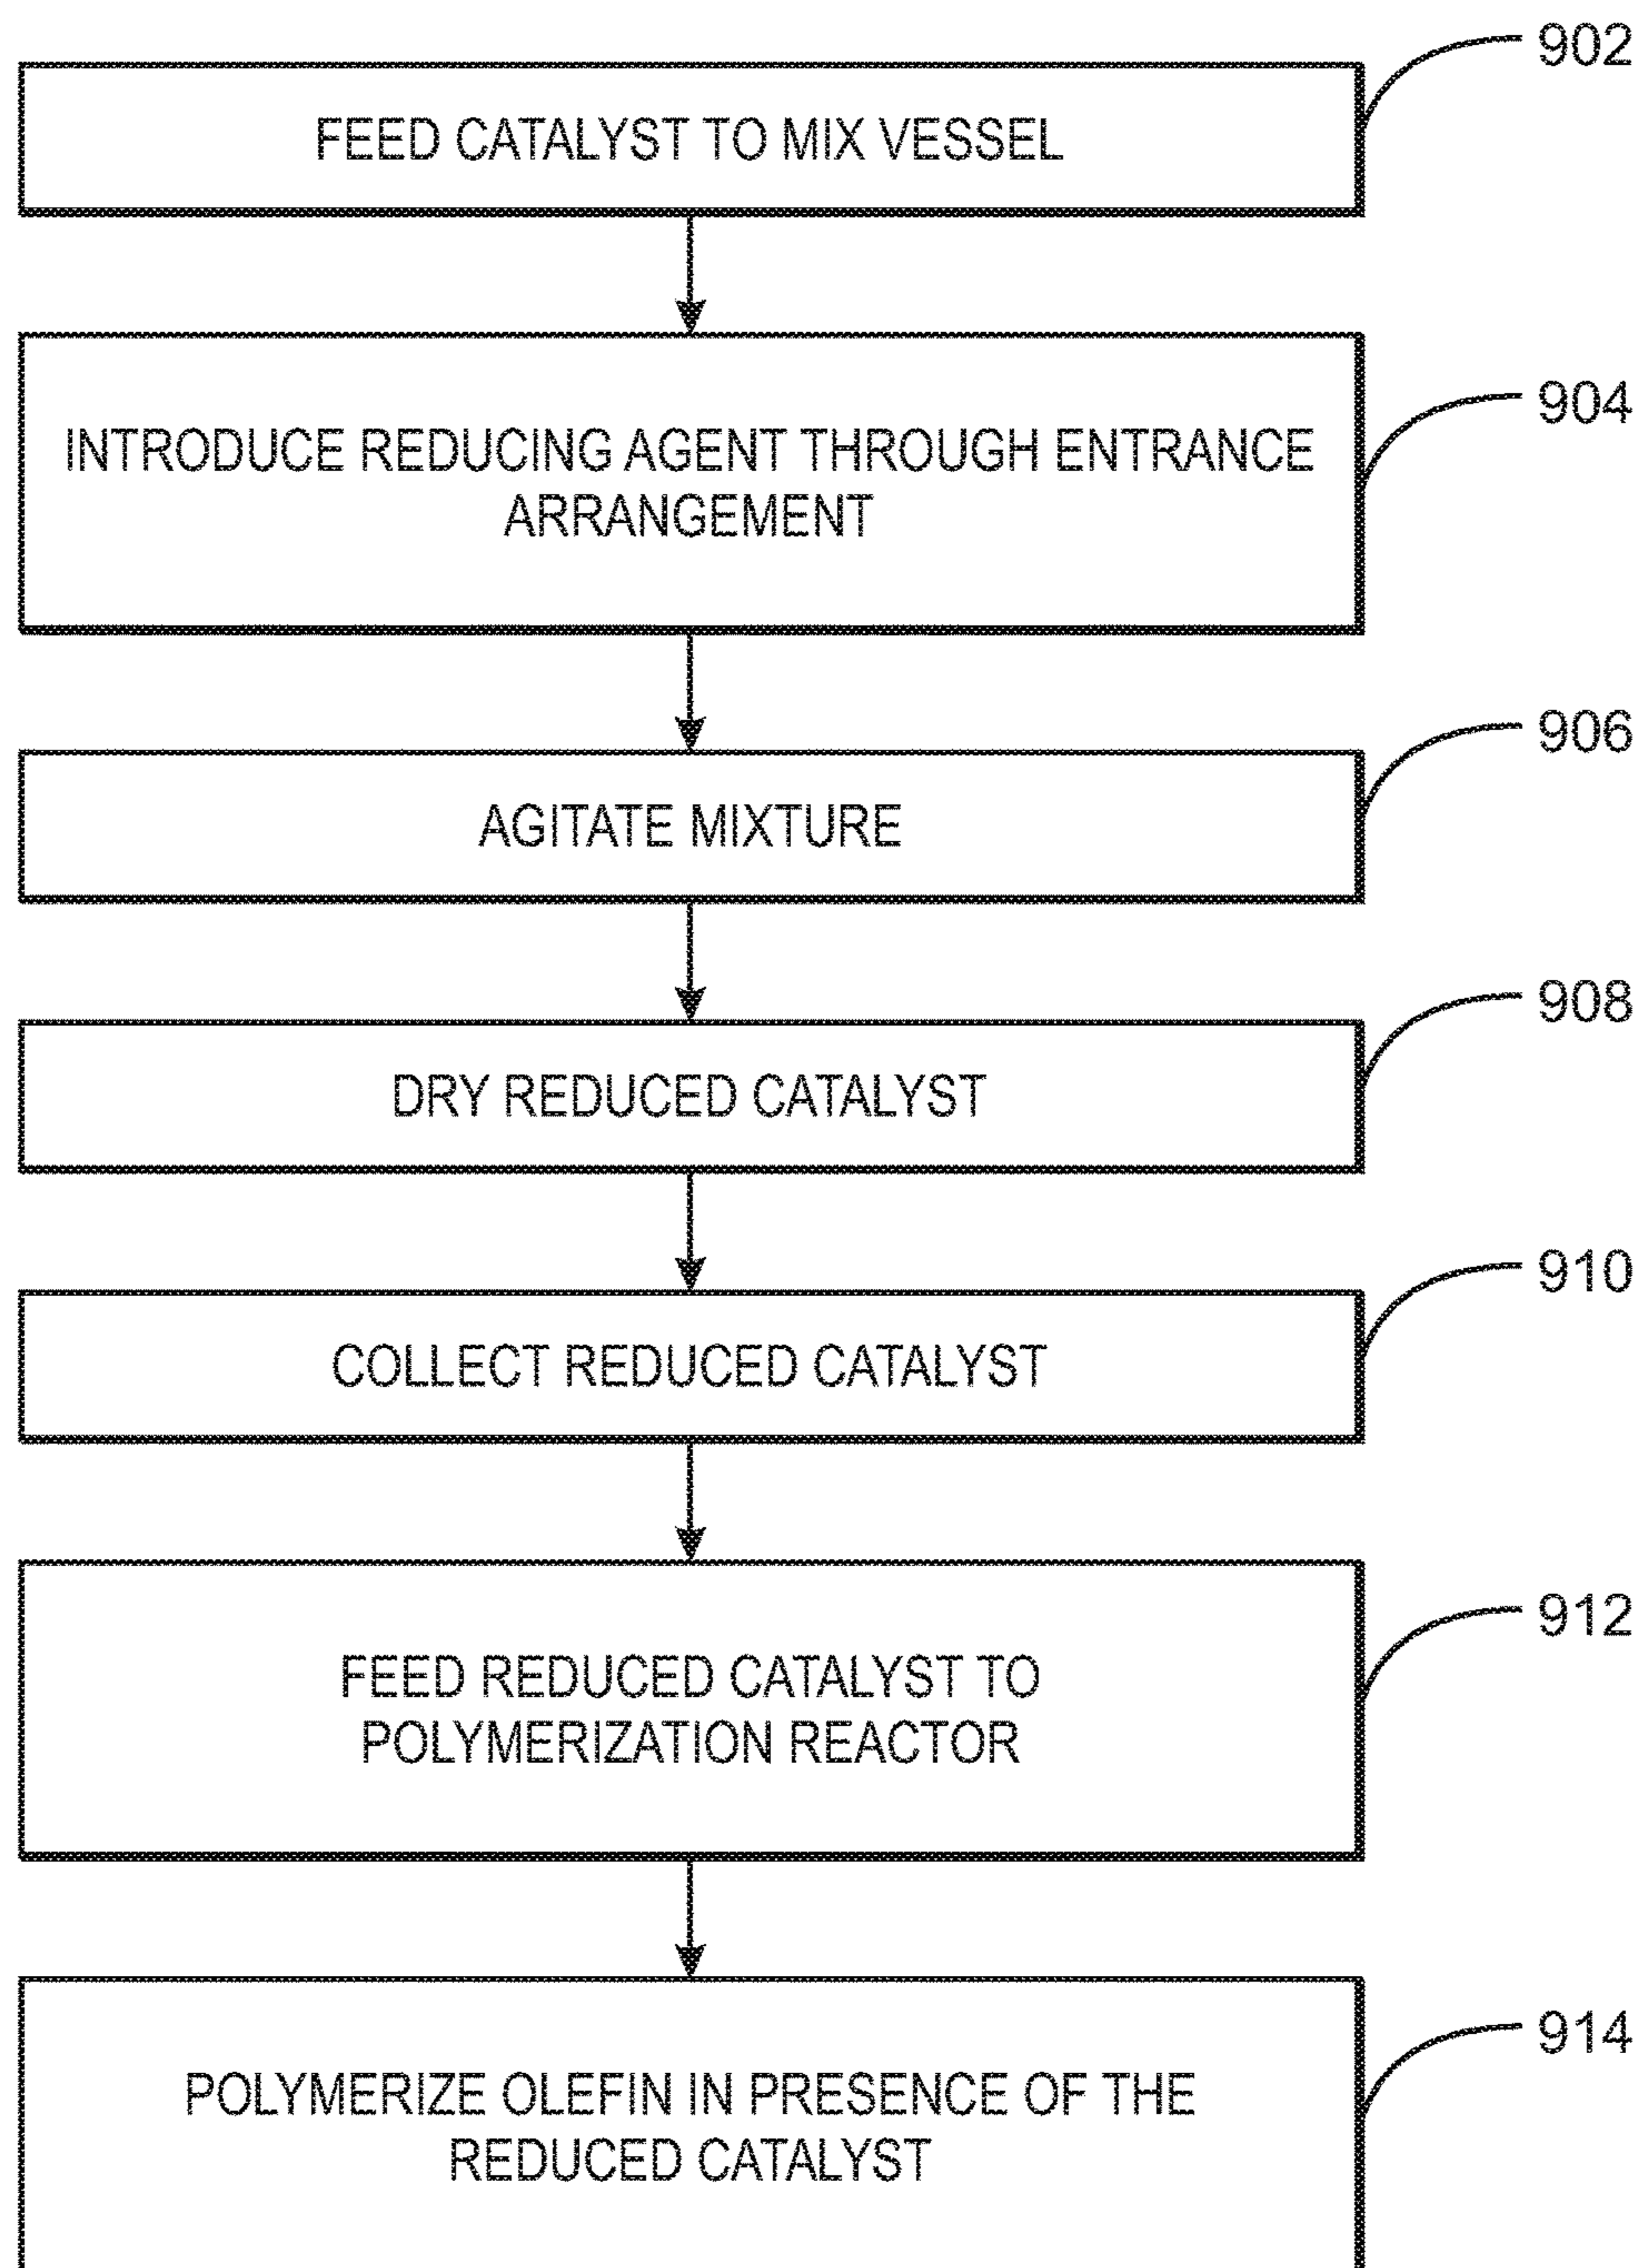 902
FEED CATALYST TO MIX VESSEL
904
INTRODUCE REDUCING AGENT THROUGH ENTRANCE
ARRANGEMENT
906
AGITATE MIXTURE
908
DRY REDUCED CATALYST
910
COLLECT REDUCED CATALYST
912
FEED REDUCED CATALYST TO
POLYMERIZATION REACTOR
914
POLYMERIZE OLEFIN IN PRESENCE OF THE
REDUCED CATALYST